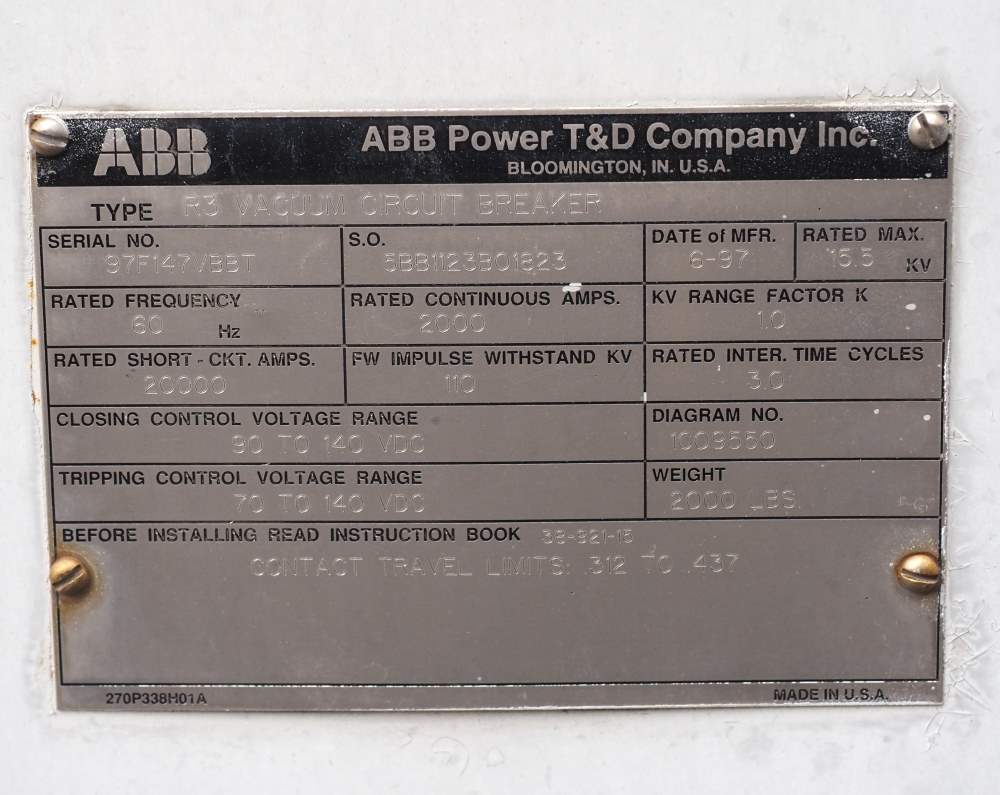 ABB ABB Power T&D Company Inc.
BLOOMINGTON, IN. U.S.A.
TYPE R3 VACUUM CIRCUIT BREAKER
SERIAL NO. S.O. DATE of MFR. RATED MAX.
5BB1123B01823 6-97 15.5 KV
RATED FREQUENCY RATED CONTINUOUS AMPS. KV RANGE FACTOR K
60 Hz 2000 1.0
RATED SHORT-CKT. AMPS. FW IMPULSE WITHSTAND KV RATED INTER. TIME CYCLES
20000 110 3.0
CLOSING CONTROL VOLTAGE RANGE DIAGRAM NO.
90 TO 140 VDC 1009550
TRIPPING CONTROL VOLTAGE RANGE WEIGHT
70 TO 140 VDC 2000 LBS.
BEFORE INSTALLING READ INSTRUCTION BOOK 38-921-15
CONTACT TRAVEL LIMITS: .312 TO .437
270P338H01A MADE IN U.S.A.